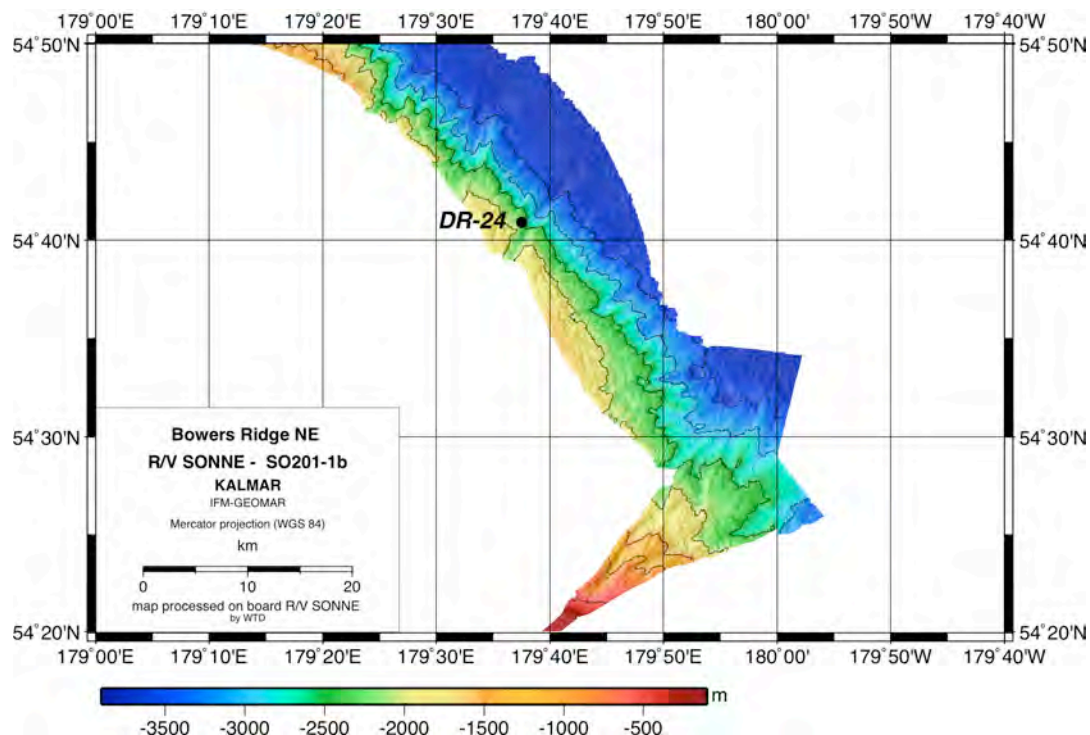 179˚00'E 179˚10'E 179˚20'E 179˚30'E 179˚40'E 179˚50'E 180˚00' 179˚50'W 179˚40'W
54˚50'N 54˚50'N
DR-24
54˚40'N 54˚40'N
54˚30'N 54˚30'N
Bowers Ridge NE
R/V SONNE - SO201-1b
KALMAR
IFM-GEOMAR
Mercator projection (WGS 84)
km
0 10 20
map processed on board R/V SONNE
by WTD
54˚20'N 54˚20'N
179˚00'E 179˚10'E 179˚20'E 179˚30'E 179˚40'E 179˚50'E 180˚00' 179˚50'W 179˚40'W
m
-3500 -3000 -2500 -2000 -1500 -1000 -500